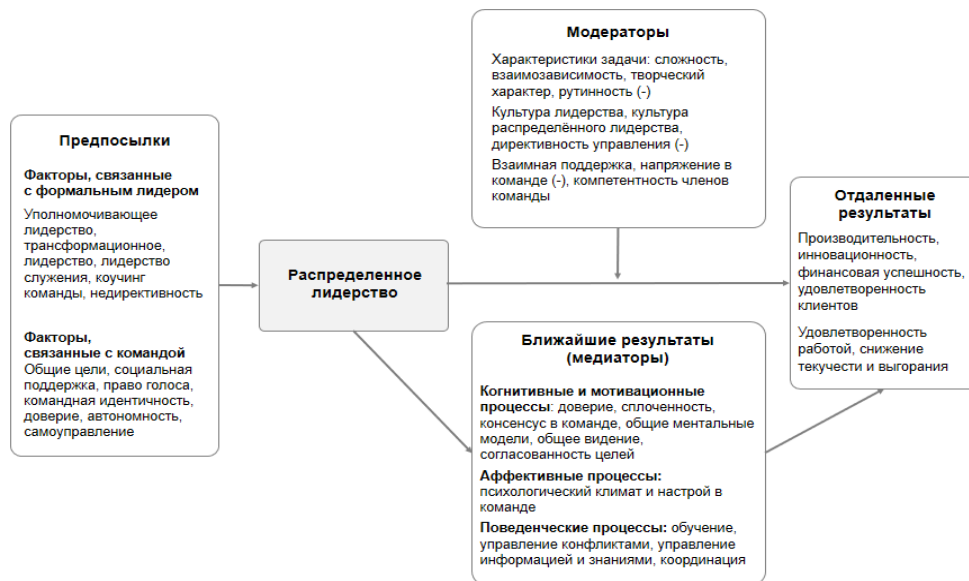 Модераторы
Характеристики задачи: сложность,
взаимозависимость, творческий
характер, рутинность (-)
Культура лидерства, культура
распределённого лидерства,
директивность управления (-)
Взаимная поддержка, напряжение в
команде (-), компетентность членов
команды
Предпосылки
Факторы, связанные
с формальным лидером
Уполномочивающее
лидерство,
трансформационное,
лидерство, лидерство
служения, коучинг
команды, недирективность
Факторы,
связанные с командой
Общие цели, социальная
поддержка, право голоса,
командная идентичность,
доверие, автономность,
самоуправление
Распределенное
лидерство
Ближайшие результаты
(медиаторы)
Когнитивные и мотивационные
процессы: доверие, сплоченность,
консенсус в команде, общие ментальные
модели, общее видение,
согласованность целей
Аффективные процессы:
психологический климат и настрой в
команде
Поведенческие процессы: обучение,
управление конфликтами, управление
информацией и знаниями, координация
Отдаленные
результаты
Производительность,
инновационность,
финансовая успешность,
удовлетворенность
клиентов
Удовлетворенность
работой, снижение
текучести и выгорания